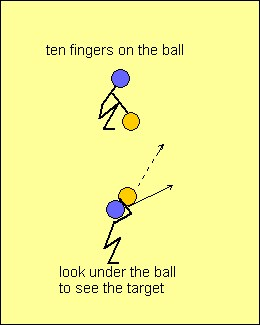 ten fingers on the ball
look under the ball
to see the target